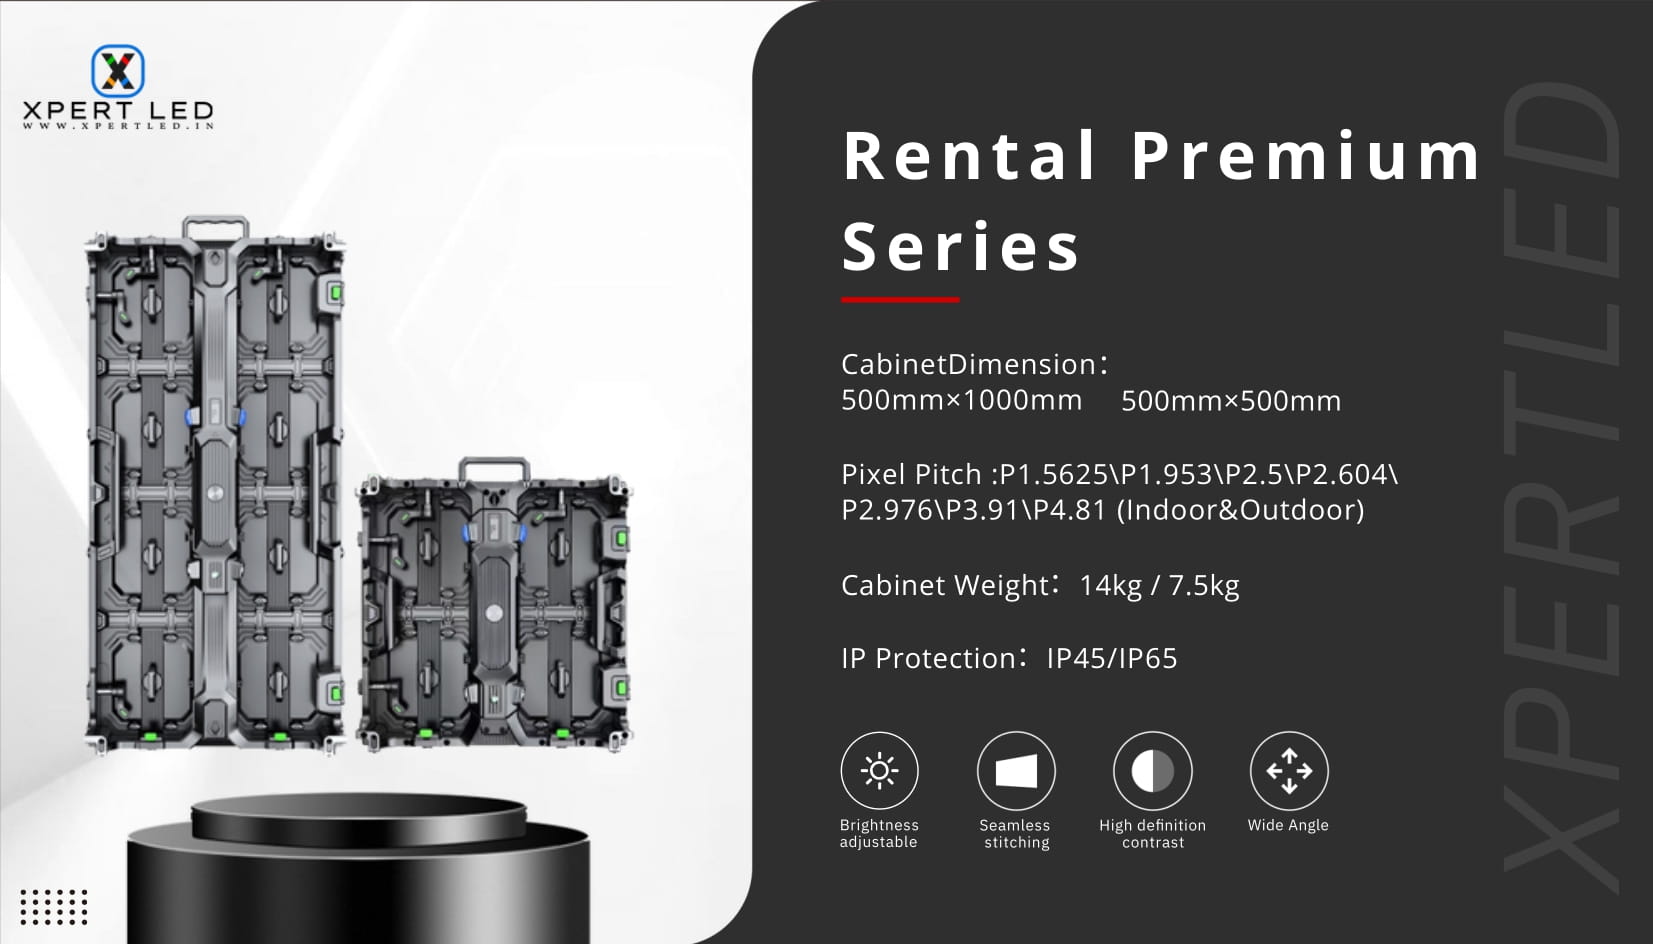 XPERT LED
WWW.XPERTLED.IN
Rental Premium
Series
CabinetDimension：
500mm×1000mm 500mm×500mm
Pixel Pitch :P1.5625\P1.953\P2.5\P2.604\
P2.976\P3.91\P4.81 (Indoor&Outdoor)
Cabinet Weight：14kg / 7.5kg
IP Protection：IP45/IP65
Brightness
adjustable
Seamless
stitching
High definition
contrast
Wide Angle
XPERTLED